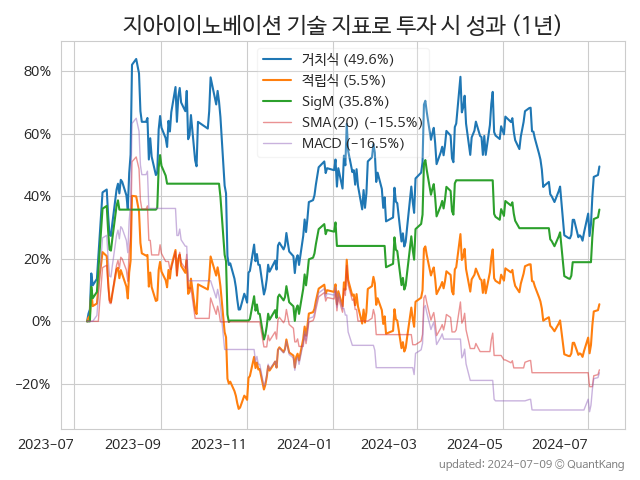 지아이이노베이션 기술 지표로 투자 시 성과 (1년)
거치식 (49.6%)
적립식 (5.5%)
SigM (35.8%)
SMA(20) (−15.5%)
MACD (−16.5%)
80%
60%
40%
20%
0%
−20%
2023-07 2023-09 2023-11 2024-01 2024-03 2024-05 2024-07
updated: 2024-07-09 ⓒ QuantKang